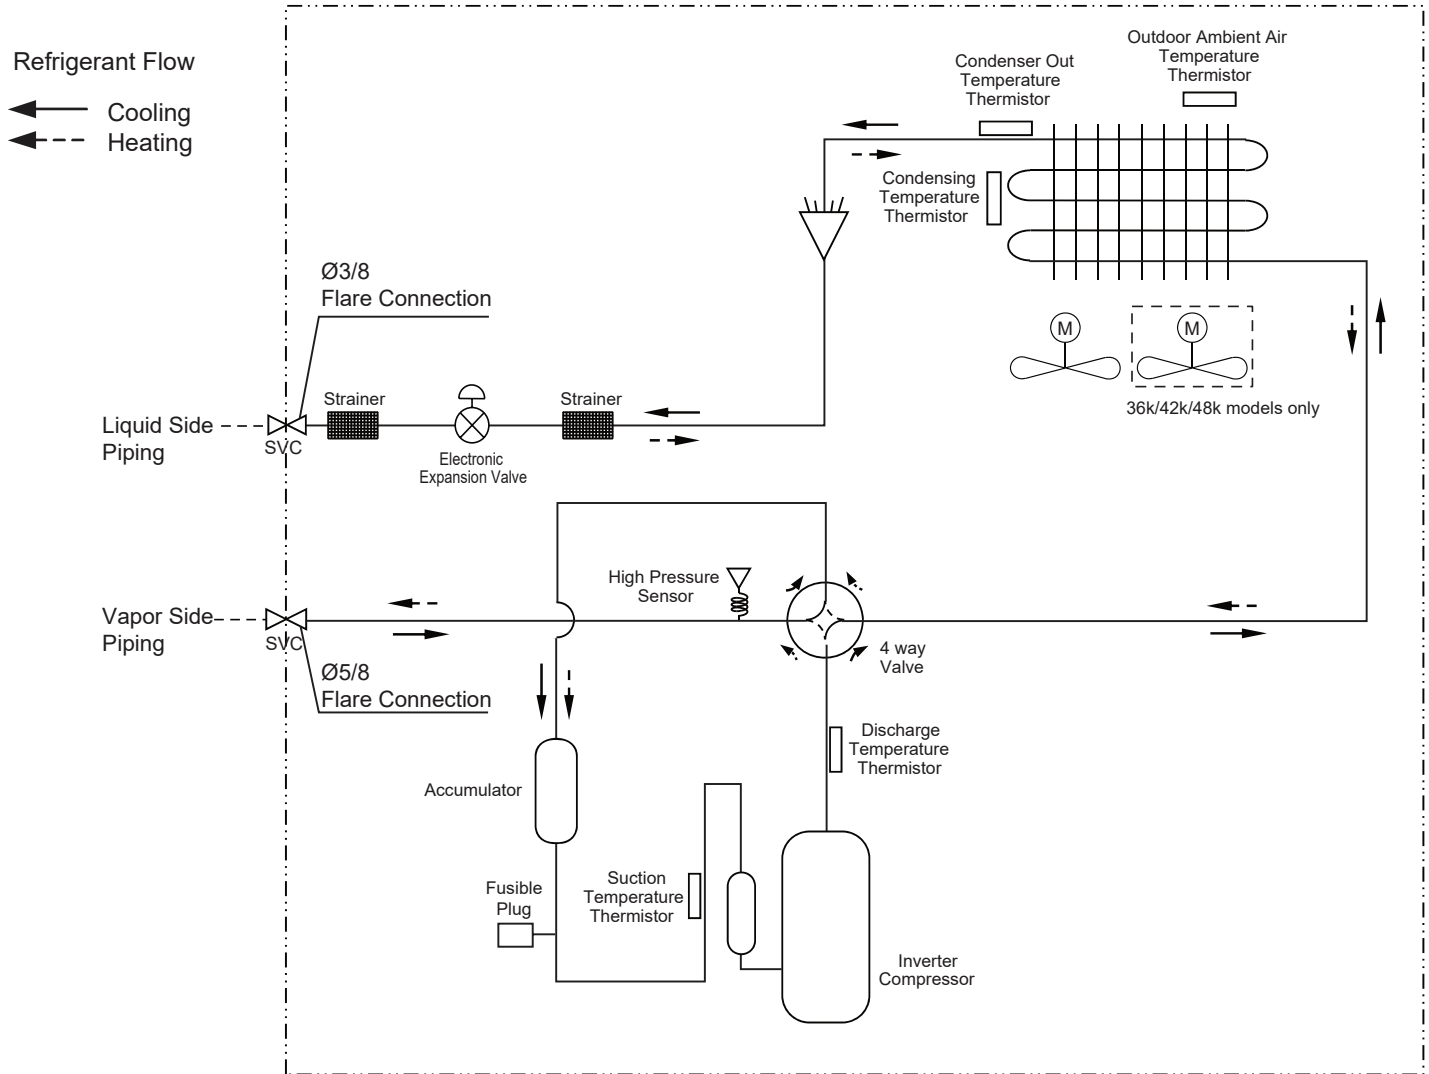 Refrigerant Flow
Cooling
Heating
Outdoor Ambient Air
Temperature
Thermistor
Condenser Out
Temperature
Thermistor
Condensing
Temperature
Thermistor
M
M
36k/42k/48k models only
Ø3/8
Flare Connection
Strainer
Strainer
Liquid Side
Piping
SVC
Electronic
Expansion Valve
High Pressure
Sensor
Vapor Side
Piping
SVC
4 way
Valve
Ø5/8
Flare Connection
Discharge
Temperature
Thermistor
Accumulator
Suction
Temperature
Thermistor
Fusible
Plug
Inverter
Compressor